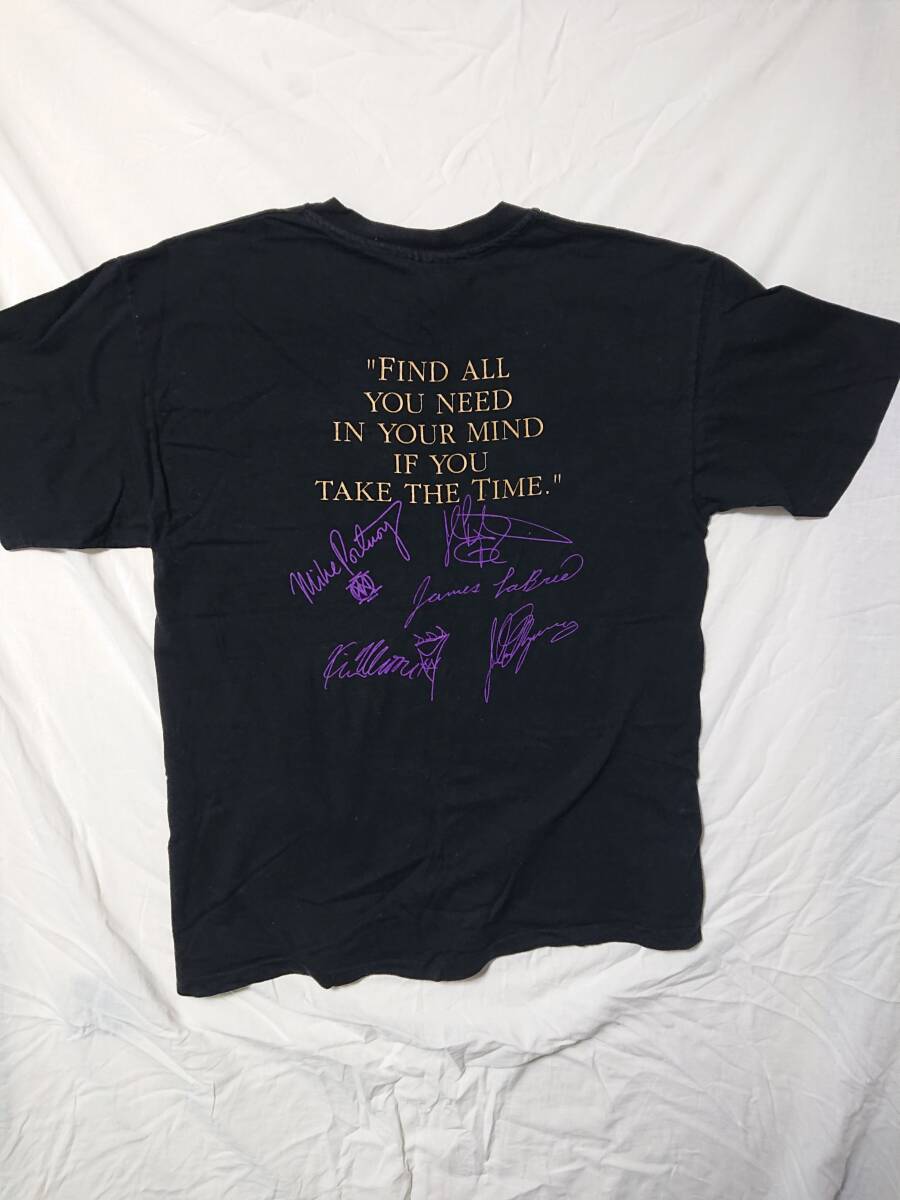 "FIND ALL
YOU NEED
IN YOUR MIND
IF YOU
TAKE THE TIME."
Mike Portnoy
James LaBrie